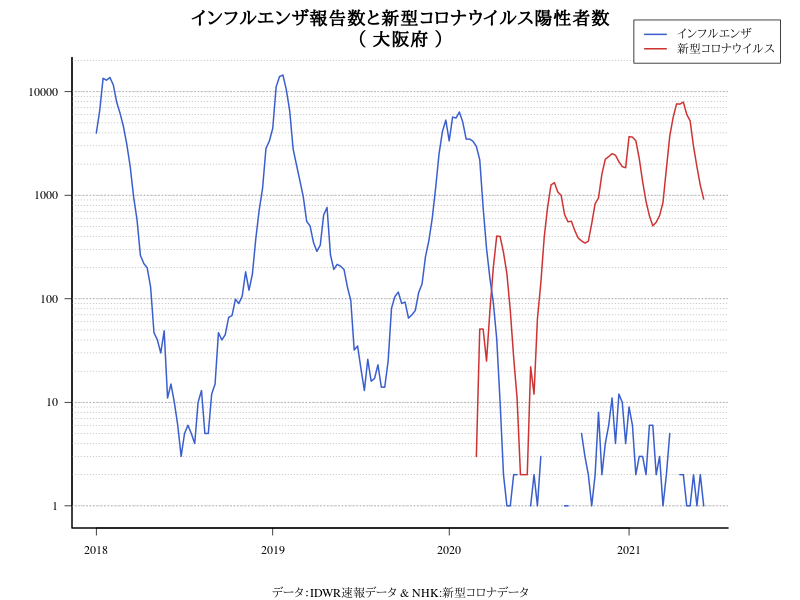 インフルエンザ報告数と新型コロナウイルス陽性者数
( 大阪府 )
インフルエンザ
新型コロナウイルス
10000
1000
100
10
1
2018 2019 2020 2021
データ:IDWR速報データ & NHK:新型コロナデータ